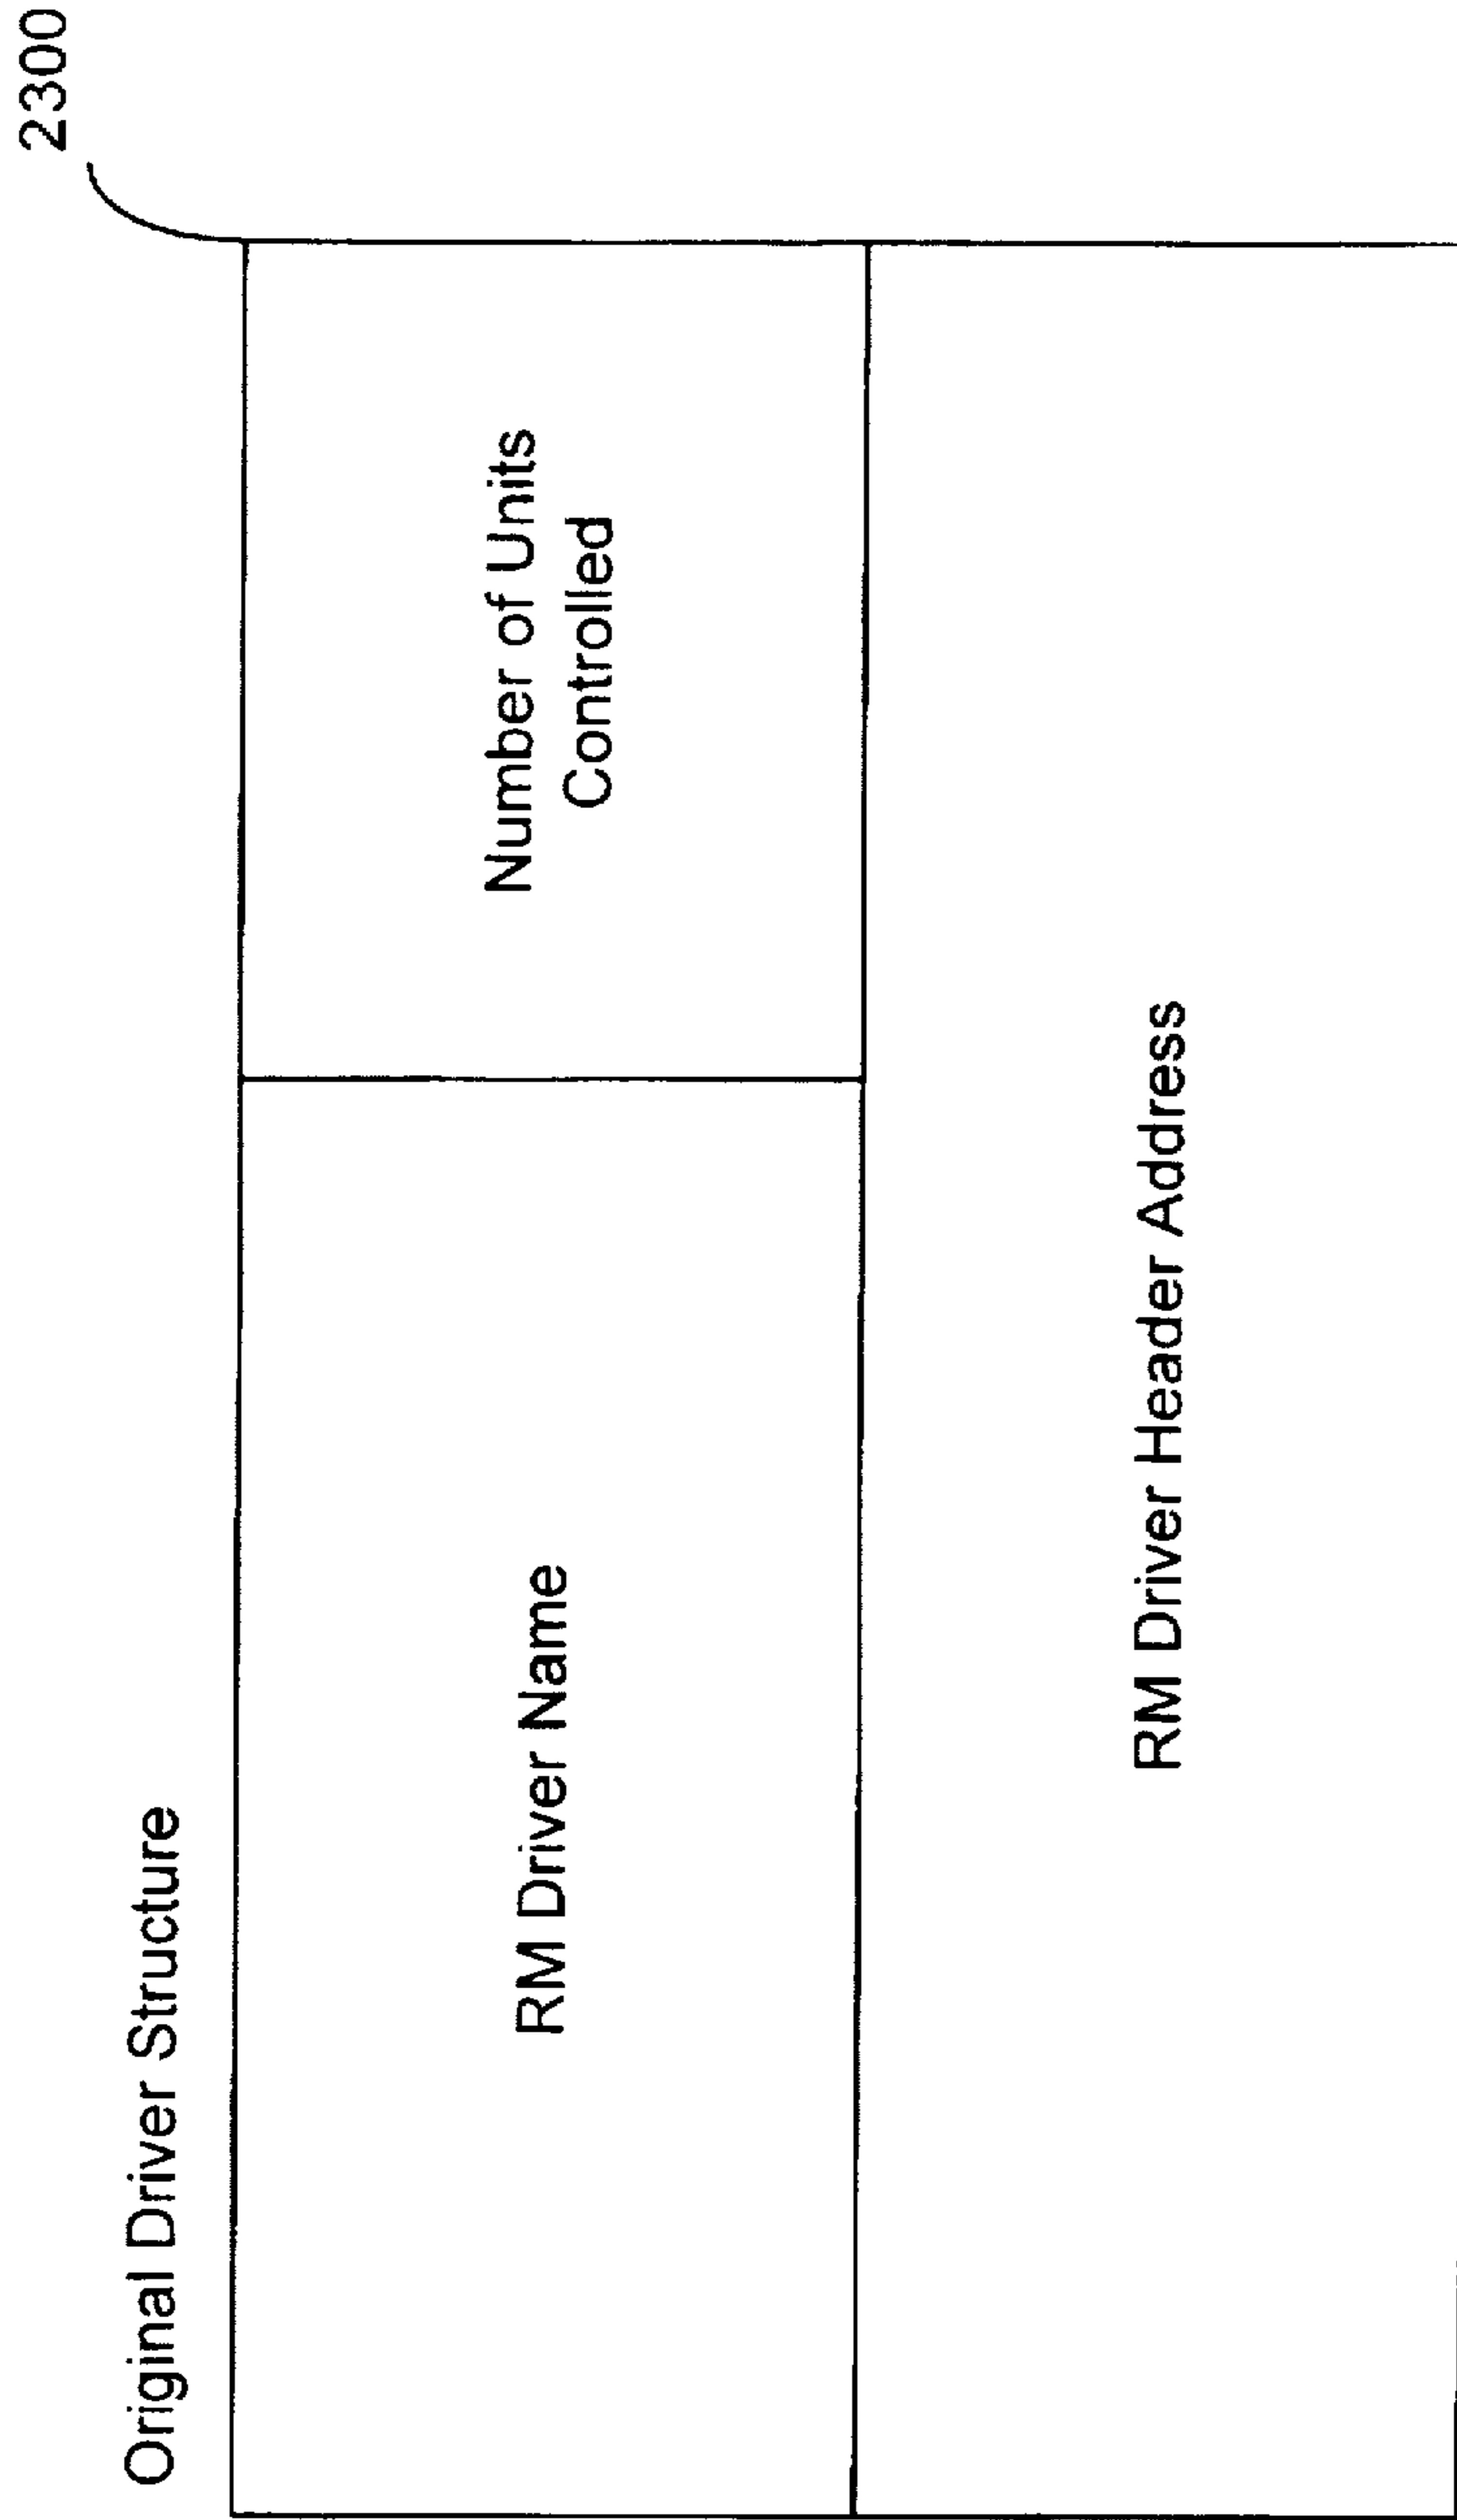 2300
Original Driver Structure
RM Driver Name
Number of Units
Controlled
RM Driver Header Address